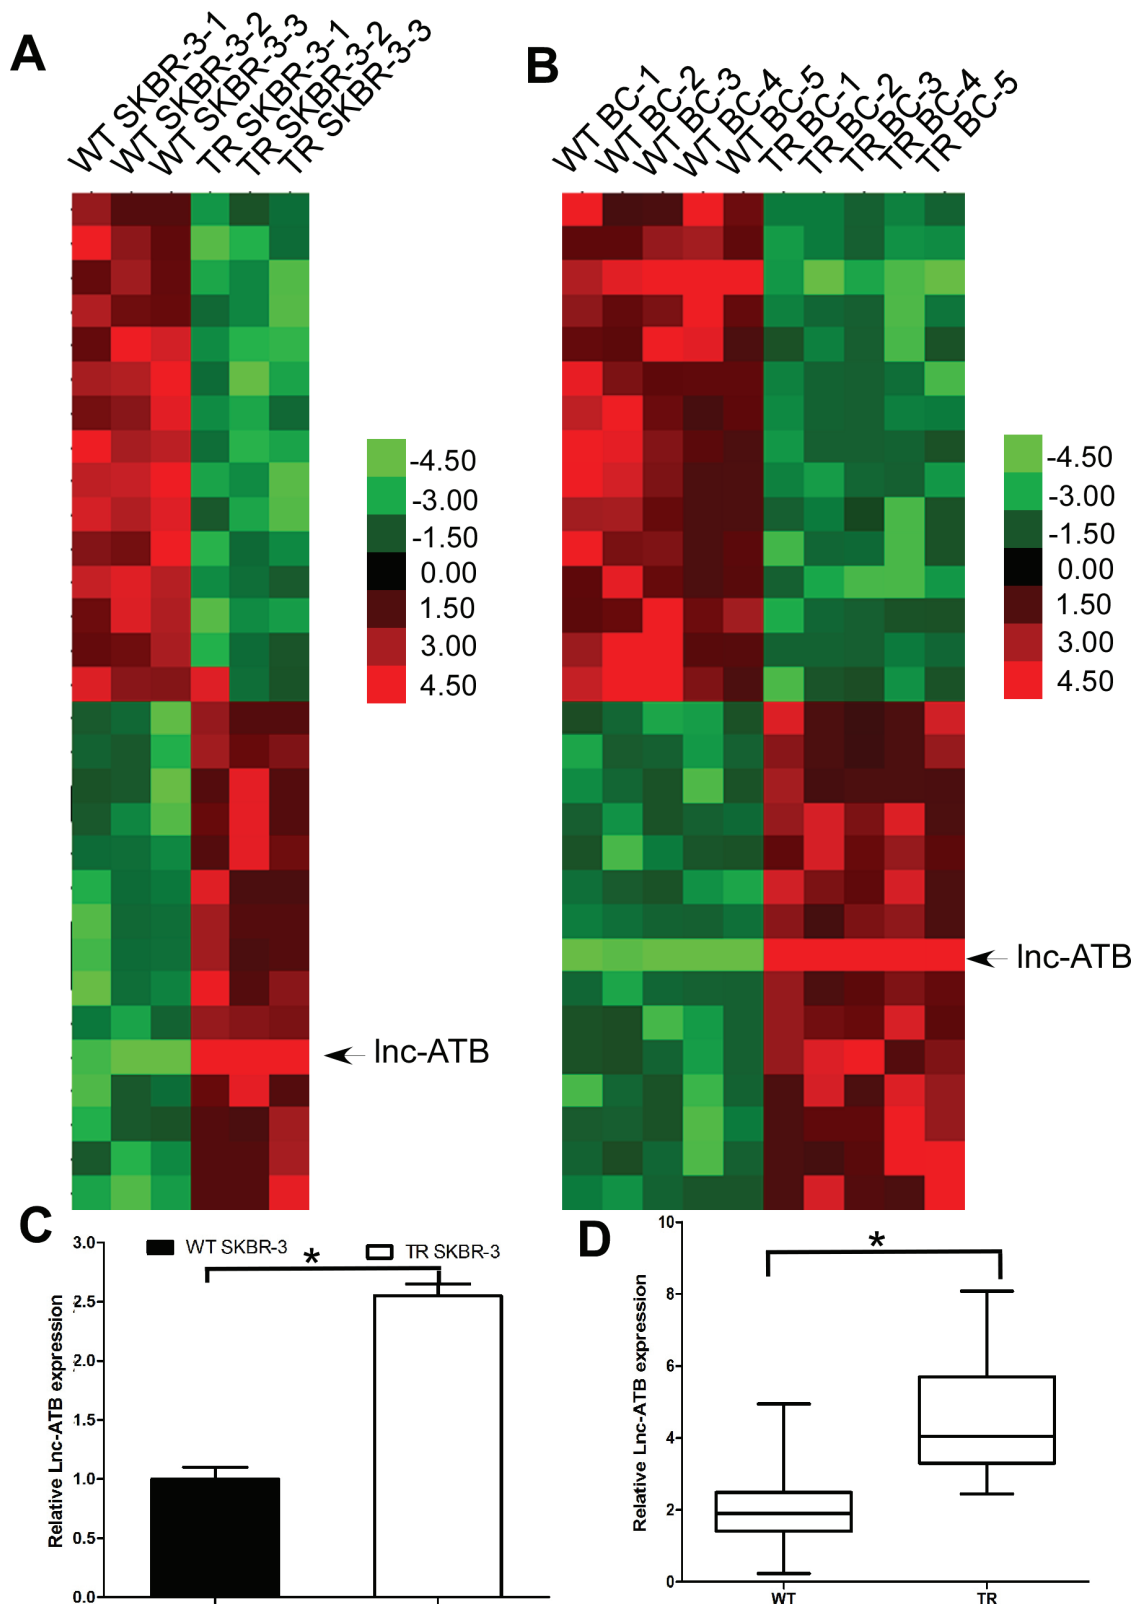 A
WT SKBR-3-1
WT SKBR-3-2
WT SKBR-3-3
TR SKBR-3-1
TR SKBR-3-2
TR SKBR-3-3
-4.50
-3.00
-1.50
0.00
1.50
3.00
4.50
lnc-ATB
B
WT BC-1
WT BC-2
WT BC-3
WT BC-4
WT BC-5
TR BC-1
TR BC-2
TR BC-3
TR BC-4
TR BC-5
-4.50
-3.00
-1.50
0.00
1.50
3.00
4.50
lnc-ATB
C
WT SKBR-3
TR SKBR-3
*
Relative Lnc-ATB expression
3.0
2.5
2.0
1.5
1.0
0.5
0.0
D
*
Relative Lnc-ATB expression
10
8
6
4
2
0
WT
TR